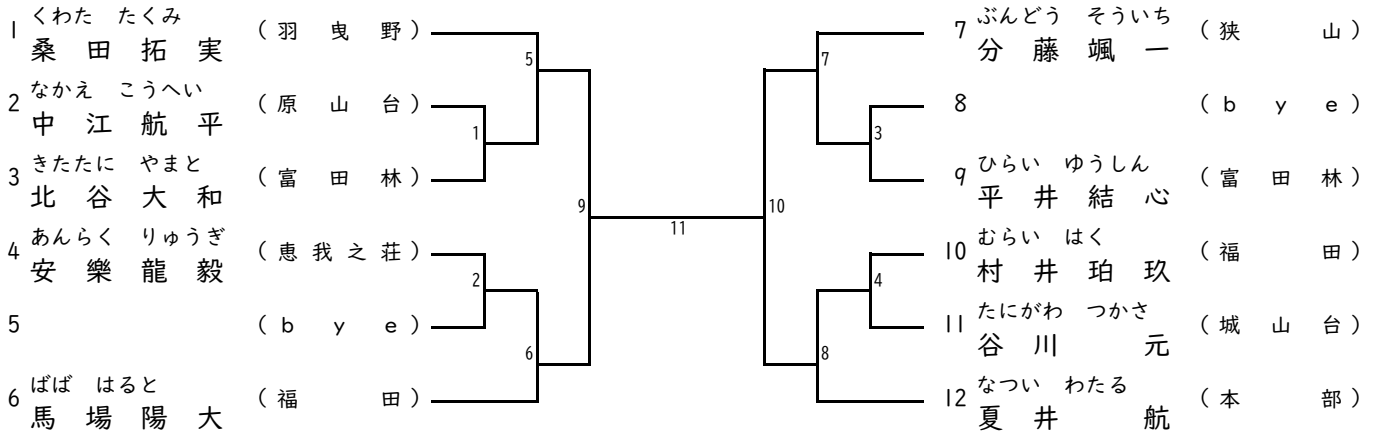 くわた たくみ
1 桑田拓実 (羽曳野)
なかえ こうへい
2 中江航平 (原山台)
きたたに やまと
3 北谷大和 (富田林)
あんらく りゅうぎ
4 安樂龍毅 (恵我之荘)
5 (bye)
ばば はると
6 馬場陽大 (福田)
5
1
2
6
9
11
10
7
3
4
8
ぶんどう そういち
7 分藤颯一 (狭山)
8 (bye)
ひらい ゆうしん
9 平井結心 (富田林)
むらい はく
10 村井珀玖 (福田)
たにがわ つかさ
11 谷川元 (城山台)
なつい わたる
12 夏井航 (本部)